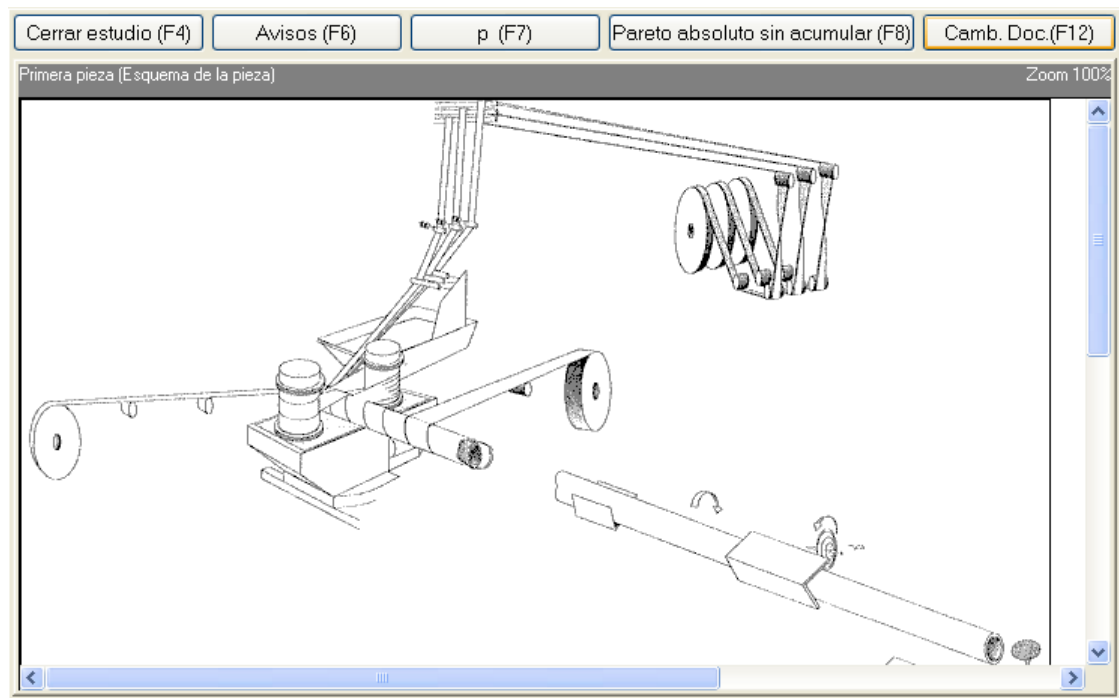 Cerrar estudio (F4) Avisos (F6) p (F7) Pareto absoluto sin acumular (F8) Camb. Doc.(F12)
Primera pieza (Esquema de la pieza) Zoom 100%